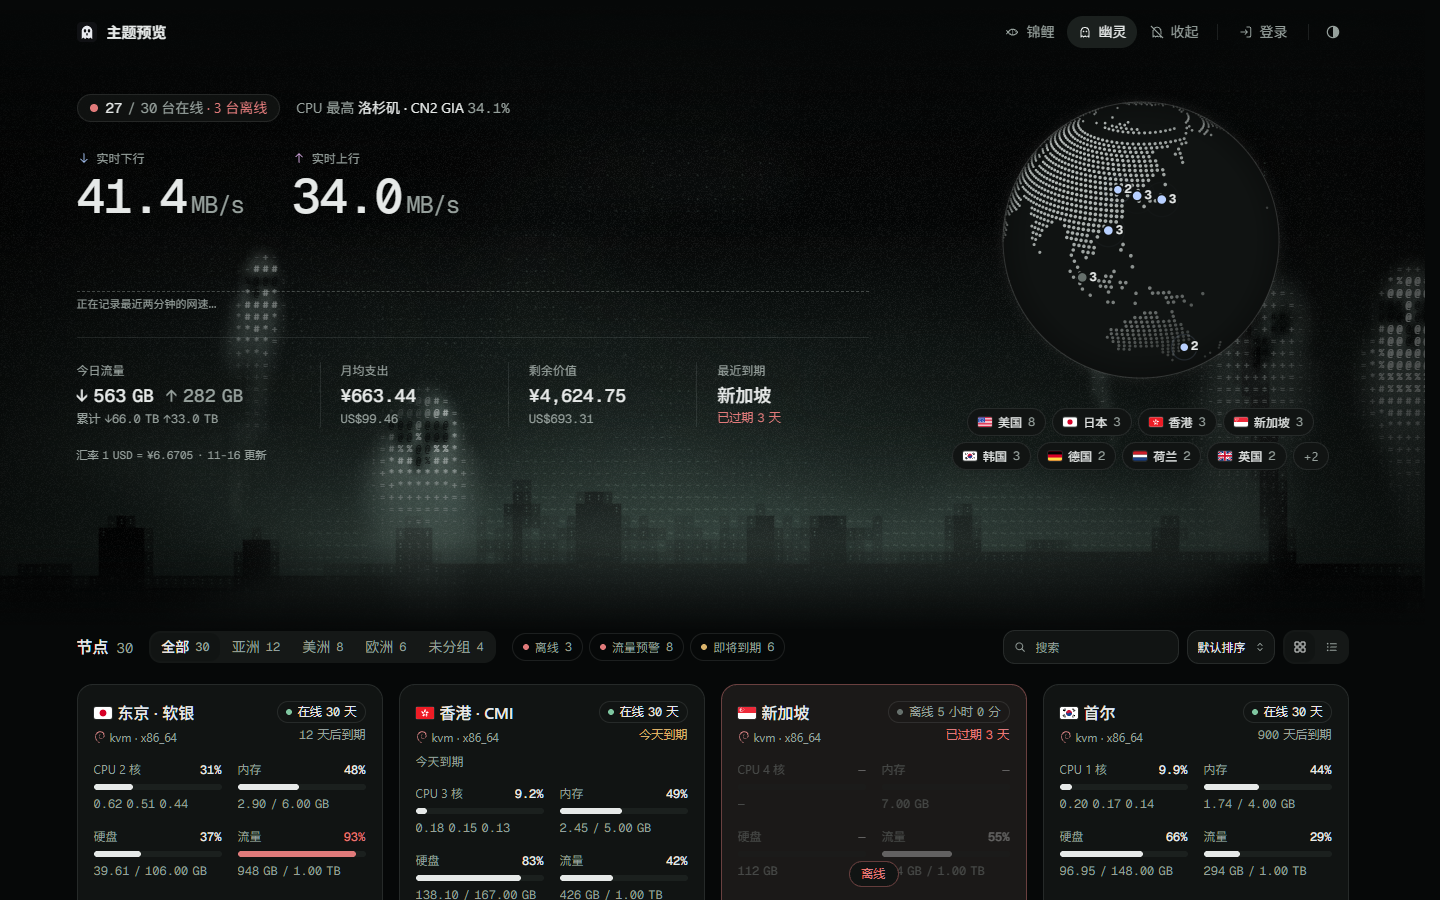 主题预览
锦鲤 幽灵 收起 登录
27 / 30 台在线 · 3 台离线 CPU 最高 洛杉矶 · CN2 GIA 34.1%
↓ 实时下行 ↑ 实时上行
41.4 MB/s 34.0 MB/s
正在记录最近两分钟的网速...
今日流量 月均支出 剩余价值 最近到期
↓ 563 GB ↑ 282 GB ¥663.44 ¥4,624.75 新加坡
累计 ↓66.0 TB ↑33.0 TB US$99.46 US$693.31 已过期 3 天
汇率 1 USD = ¥6.6705 · 11-16 更新
2 3 3
3
3
2
美国 8 日本 3 香港 3 新加坡 3
韩国 3 德国 2 荷兰 2 英国 2 +2
节点 30 全部 30 亚洲 12 美洲 8 欧洲 6 未分组 4 离线 3 流量预警 8 即将到期 6 搜索 默认排序
东京 · 软银 在线 30 天
kvm · x86_64 12 天后到期
CPU 2 核 31% 内存 48%
0.62 0.51 0.44 2.90 / 6.00 GB
硬盘 37% 流量 93%
39.61 / 106.00 GB 948 GB / 1.00 TB
香港 · CMI 在线 30 天
kvm · x86_64 今天到期
今天到期
CPU 3 核 9.2% 内存 49%
0.18 0.15 0.13 2.45 / 5.00 GB
硬盘 83% 流量 42%
138.10 / 167.00 GB 426 GB / 1.00 TB
新加坡 离线 5 小时 0 分
kvm · x86_64 已过期 3 天
CPU 4 核 – 内存 –
– 7.00 GB
硬盘 – 流量 55%
112 GB 4 GB / 1.00 TB
离线
首尔 在线 30 天
kvm · x86_64 900 天后到期
CPU 1 核 9.9% 内存 44%
0.20 0.17 0.14 1.74 / 4.00 GB
硬盘 66% 流量 29%
96.95 / 148.00 GB 294 GB / 1.00 TB